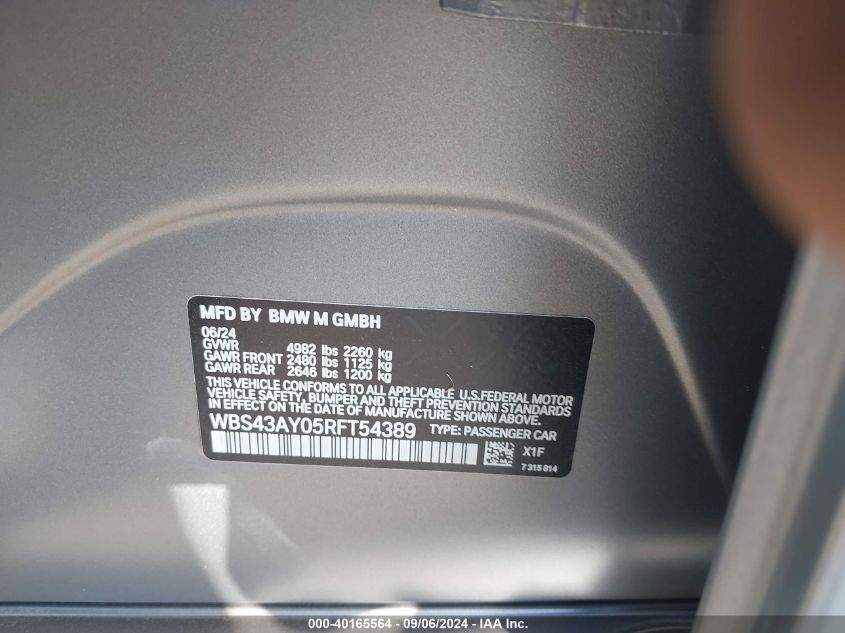 MFD BY BMW M GMBH
06/24
GVWR 4982 lbs 2260 kg
GAWR FRONT 2480 lbs 1125 kg
GAWR REAR 2646 lbs 1200 kg
THIS VEHICLE CONFORMS TO ALL APPLICABLE U.S.FEDERAL MOTOR
VEHICLE SAFETY, BUMPER AND THEFT PREVENTION STANDARDS
IN EFFECT ON THE DATE OF MANUFACTURE SHOWN ABOVE.
WBS43AY05RFT54389 TYPE: PASSENGER CAR
X1F
7315814
000-40165564 - 09/06/2024 - IAA Inc.